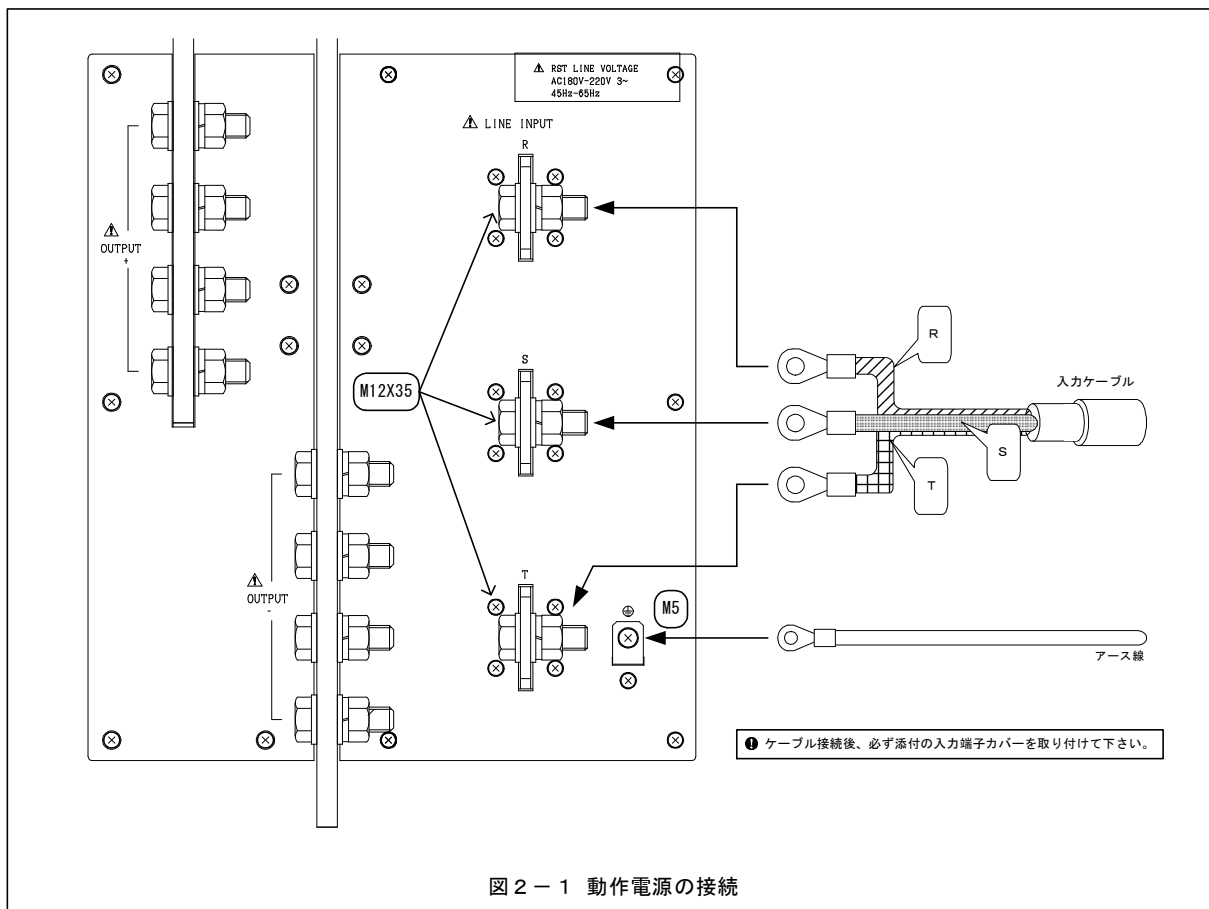 ⚠ RST LINE VOLTAGE
AC180V-220V 3~
45Hz-65Hz
⚠ LINE INPUT
R
⚠
OUTPUT
+
S
M12X35
R
入力ケーブル
S
T
⚠
OUTPUT
-
T
M5
アース線
❶ ケーブル接続後、必ず添付の入力端子カバーを取り付けて下さい。
図2-1 動作電源の接続